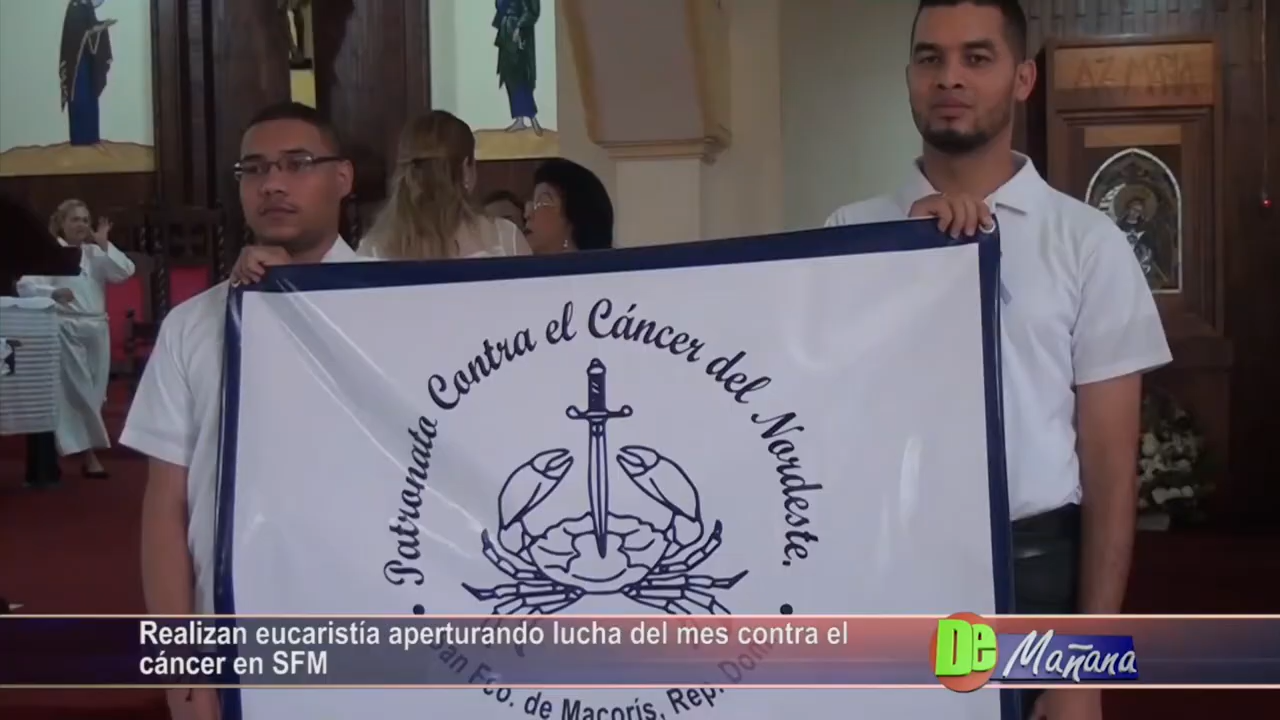 Patronato Contra el Cáncer del Nordeste.
Fco. de Macorís, Rep.
Realizan eucaristía aperturando lucha del mes contra el
cáncer en SFM
De Mañana